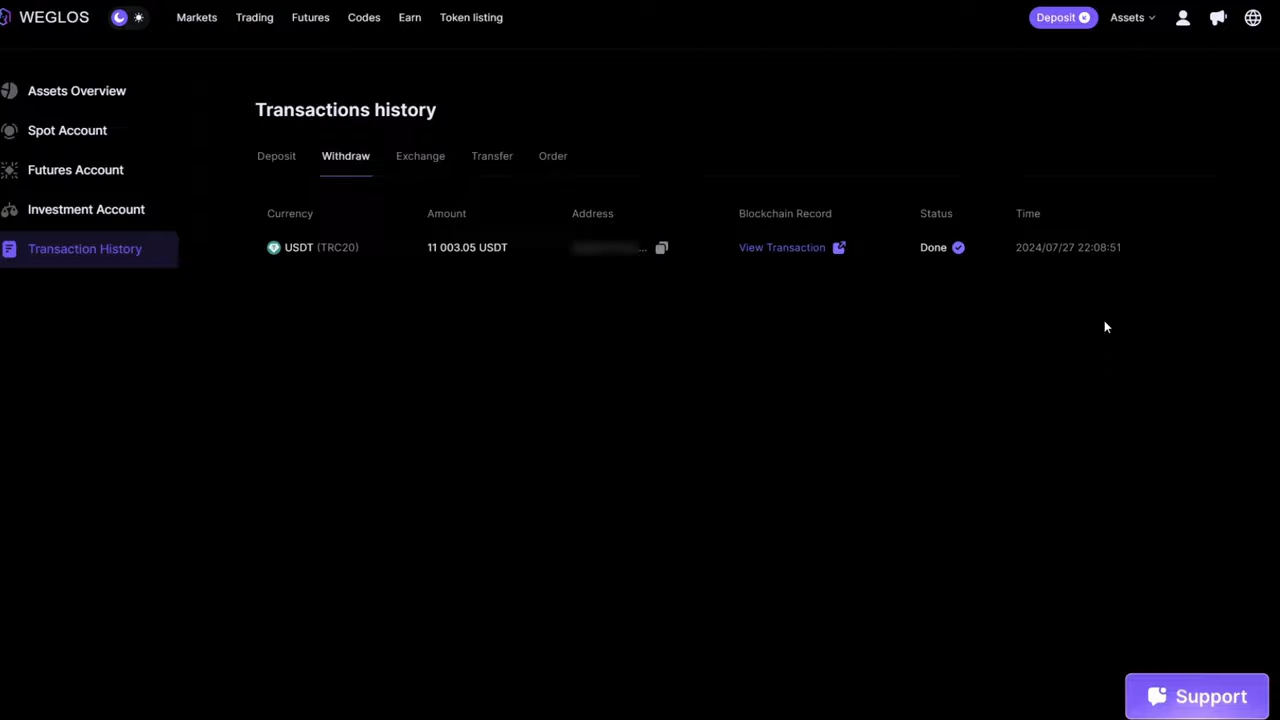 WEGLOS Markets Trading Futures Codes Earn Token listing Deposit Assets
Assets Overview
Spot Account
Futures Account
Investment Account
Transaction History
Transactions history
Deposit Withdraw Exchange Transfer Order
Currency Amount Address Blockchain Record Status Time
USDT (TRC20) 11 003.05 USDT ... View Transaction Done 2024/07/27 22:08:51
Support